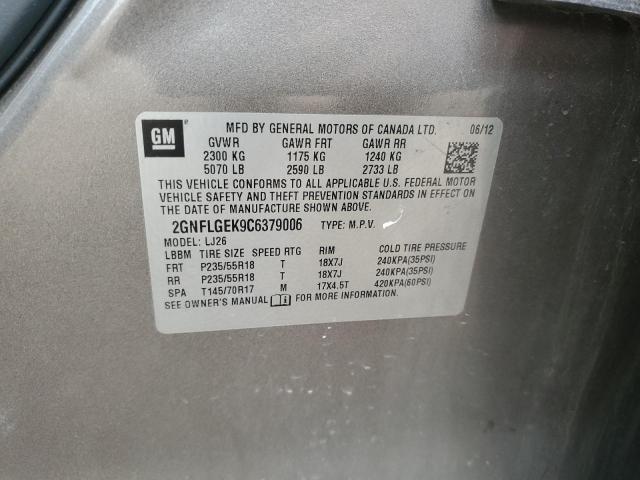 GM
MFD BY GENERAL MOTORS OF CANADA LTD. 06/12
GVWR GAWR FRT GAWR RR
2300 KG 1175 KG 1240 KG
5070 LB 2590 LB 2733 LB
THIS VEHICLE CONFORMS TO ALL APPLICABLE U.S. FEDERAL MOTOR
VEHICLE SAFETY AND THEFT PREVENTION STANDARDS IN EFFECT ON
THE DATE OF MANUFACTURE SHOWN ABOVE.
2GNFLGEK9C6379006 TYPE: M.P.V.
MODEL: LJ26
LBBM TIRE SIZE SPEED RTG RIM COLD TIRE PRESSURE
FRT P235/55R18 T 18X7J 240KPA(35PSI)
RR P235/55R18 T 18X7J 240KPA(35PSI)
SPA T145/70R17 M 17X4.5T 420KPA(60PSI)
SEE OWNER'S MANUAL FOR MORE INFORMATION.